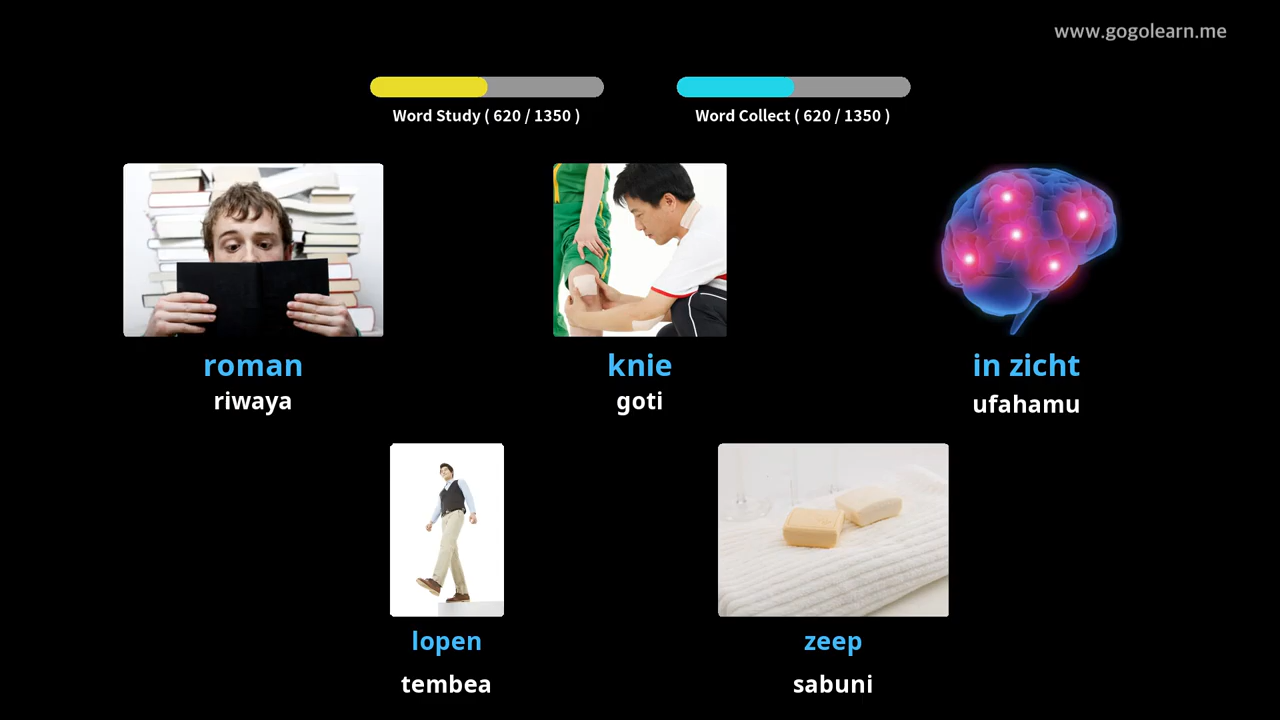 www.gogolearn.me
Word Study ( 620 / 1350 )
Word Collect ( 620 / 1350 )
roman
riwaya
knie
goti
in zicht
ufahamu
lopen
tembea
zeep
sabuni